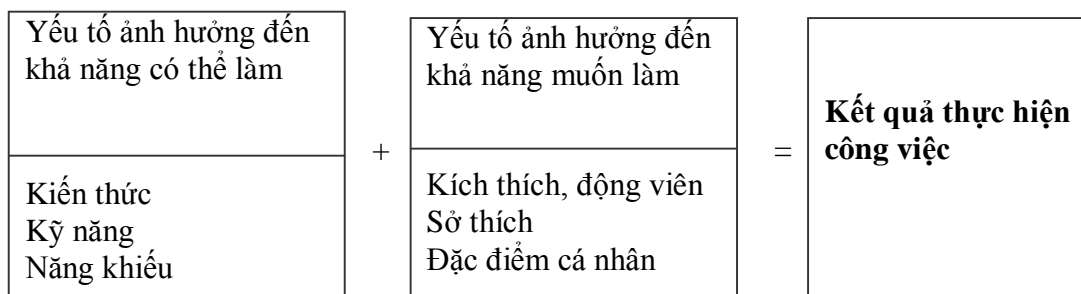 Yếu tố ảnh hưởng đến
khả năng có thể làm
Kiến thức
Kỹ năng
Năng khiếu
+
Yếu tố ảnh hưởng đến
khả năng muốn làm
Kích thích, động viên
Sở thích
Đặc điểm cá nhân
=
Kết quả thực hiện
công việc